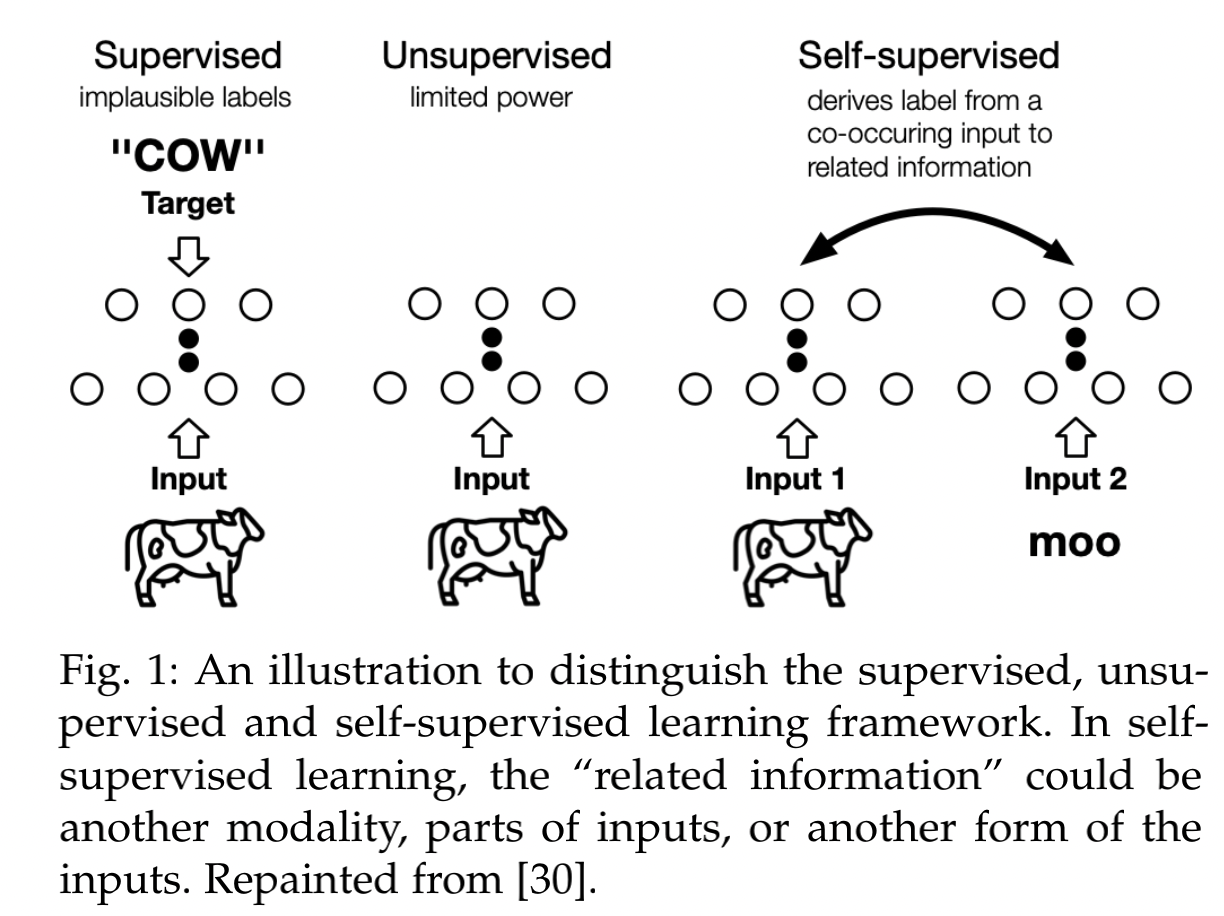 Supervised
implausible labels
"COW"
Target
Input
Unsupervised
limited power
Input
Self-supervised
derives label from a
co-occuring input to
related information
Input 1
Input 2
moo
Fig. 1: An illustration to distinguish the supervised, unsu-
pervised and self-supervised learning framework. In self-
supervised learning, the “related information” could be
another modality, parts of inputs, or another form of the
inputs. Repainted from [30].